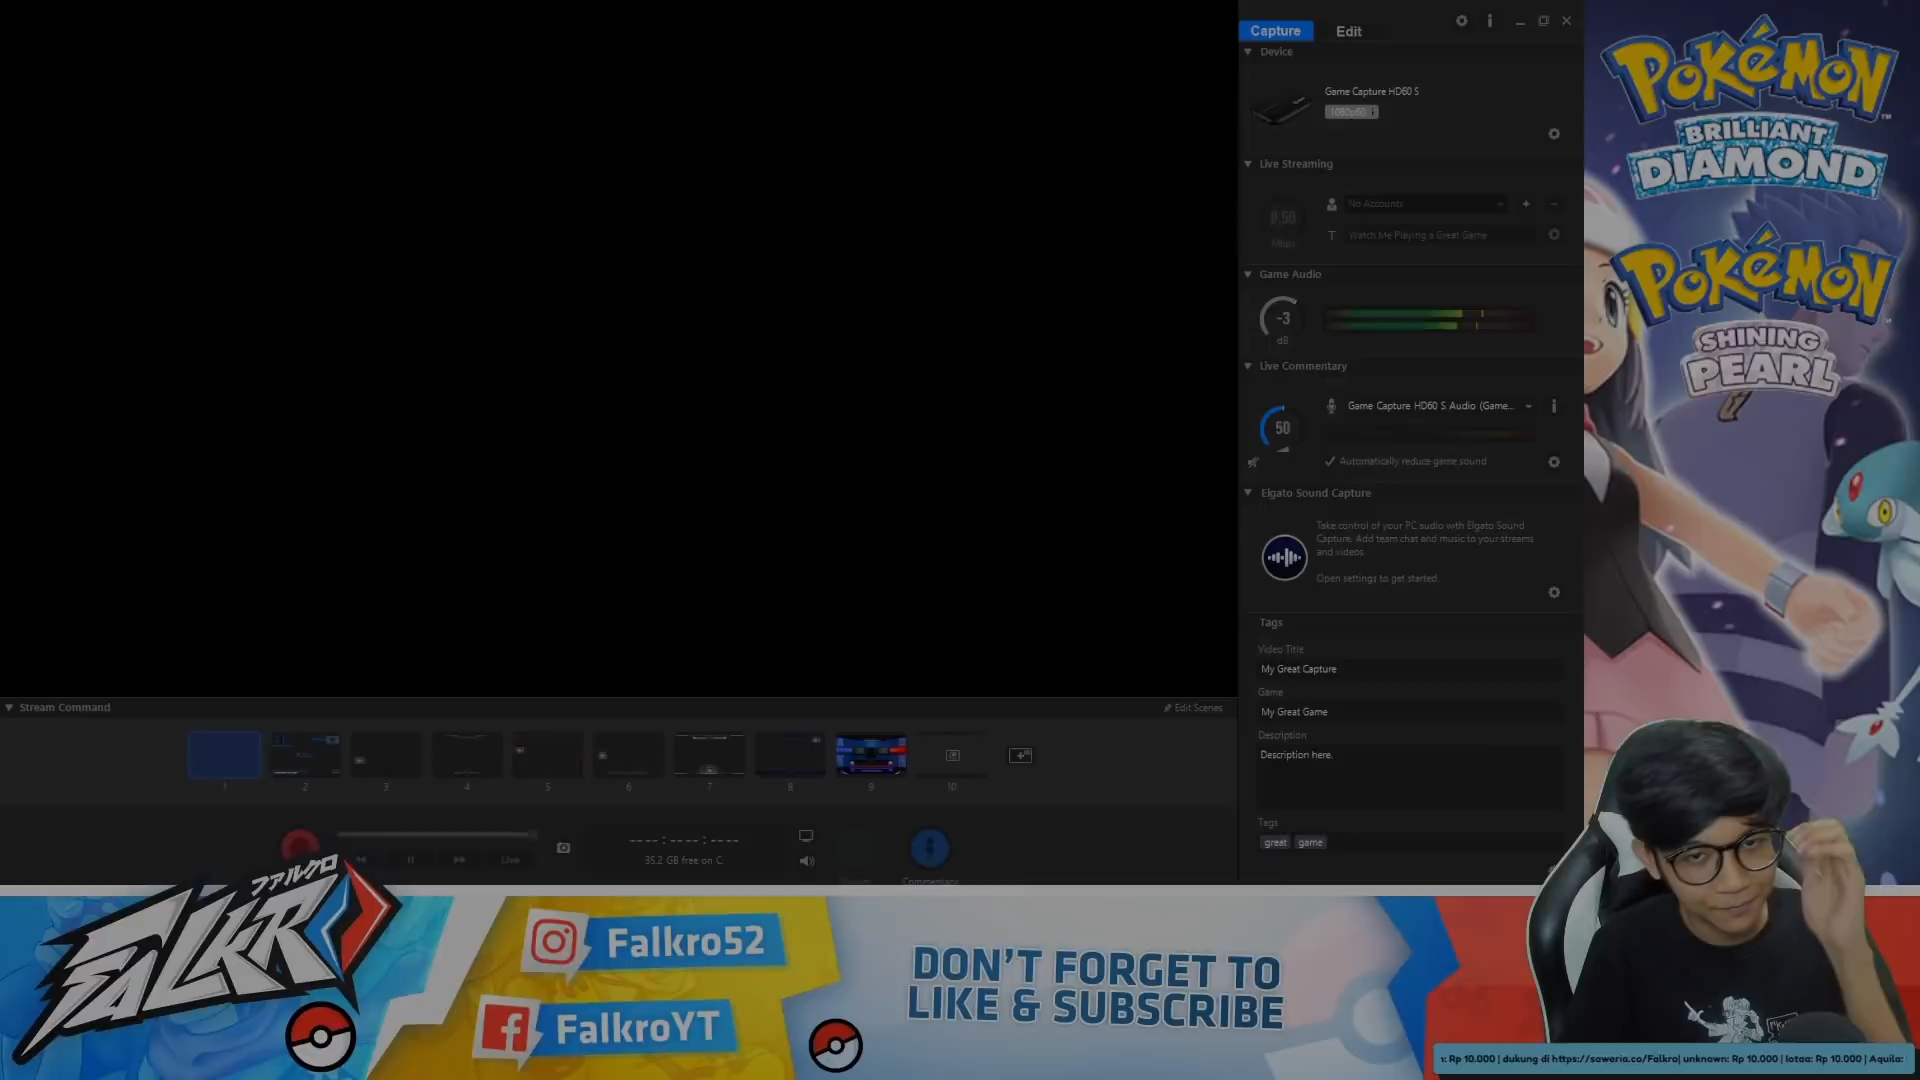 Capture
Edit
Device
Game Capture HD60 S
1080p60
Live Streaming
0.50
Mbps
No Accounts
T Watch Me Playing a Great Game
Game Audio
-3
dB
Live Commentary
50
Game Capture HD60 S Audio (Game...
Automatically reduce game sound
Elgato Sound Capture
Take control of your PC audio with Elgato Sound
Capture. Add team chat and music to your streams
and videos
Open settings to get started.
Tags
Video Title
My Great Capture
Game
My Great Game
Description
Description here.
Tags
great game
Stream Command
Edit Scenes
1 2 3 4 5 6 7 8 9 10
Live
--:--:--
35.2 GB free on C:
Commentary
POKéMON
BRILLIANT
DIAMOND
POKéMON
SHINING
PEARL
ファルクロ
FALKRO
Falkro52
FalkroYT
DON'T FORGET TO
LIKE & SUBSCRIBE
: Rp 10.000 | dukung di https://saweria.co/Falkro| unknown: Rp 10.000 | lotaa: Rp 10.000 | Aquila: